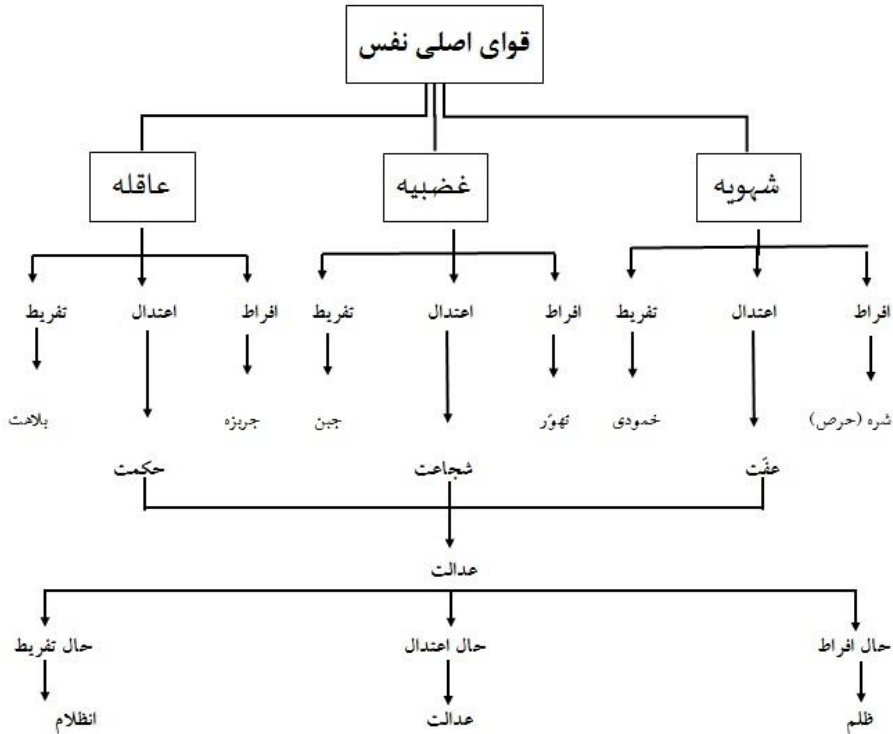 قوای اصلی نفس
شهویه غضبیه عاقله
افراط اعتدال تفریط افراط اعتدال تفریط افراط اعتدال تفریط
شره (حرص) خمودی تهوّر جبن جربزه بلاهت
عفّت شجاعت حکمت
عدالت
حال افراط حال اعتدال حال تفریط
ظلم عدالت انظلام